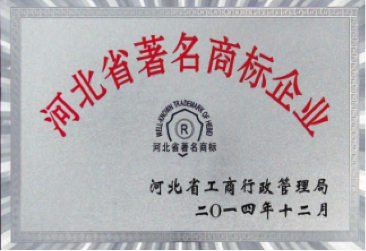 河北省著名商标企业
WELL-KNOWN TRADEMARK OF HEBEI
R
河北省著名商标
河北省工商行政管理局
二〇一四年十二月